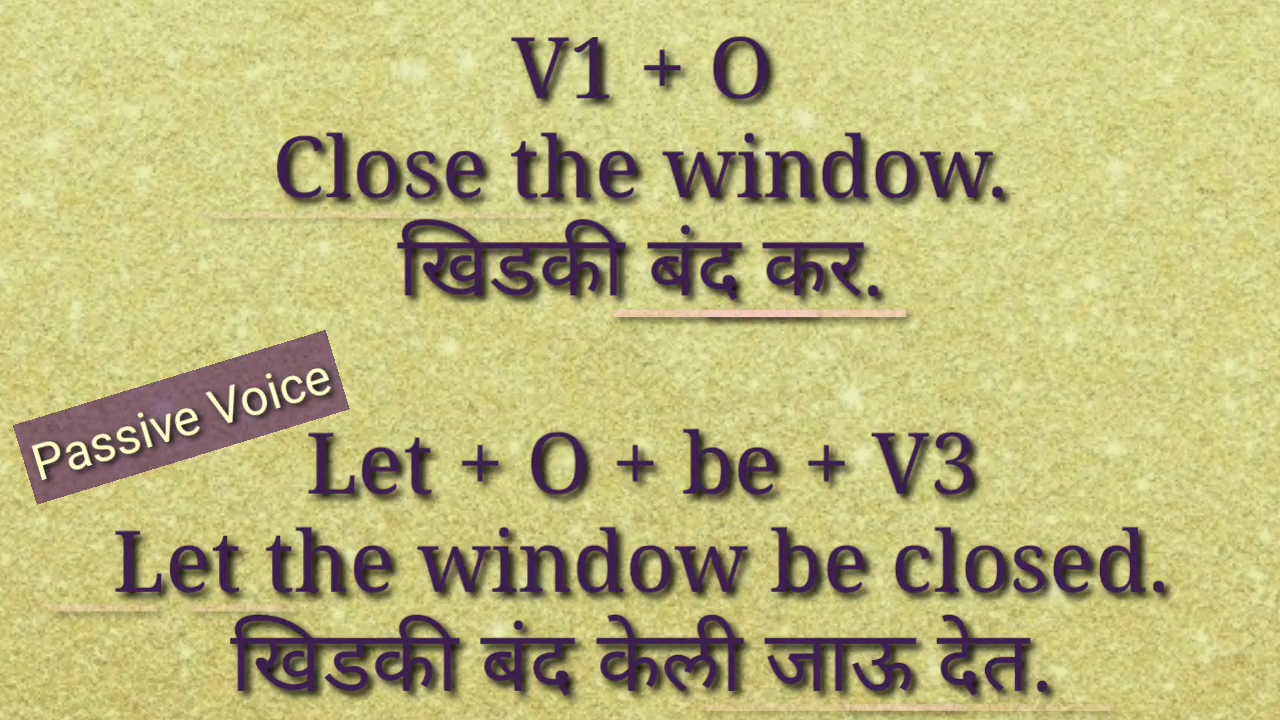 V1 + O
Close the window.
खिडकी बंद कर.
Passive Voice
Let + O + be + V3
Let the window be closed.
खिडकी बंद केली जाऊ देत.